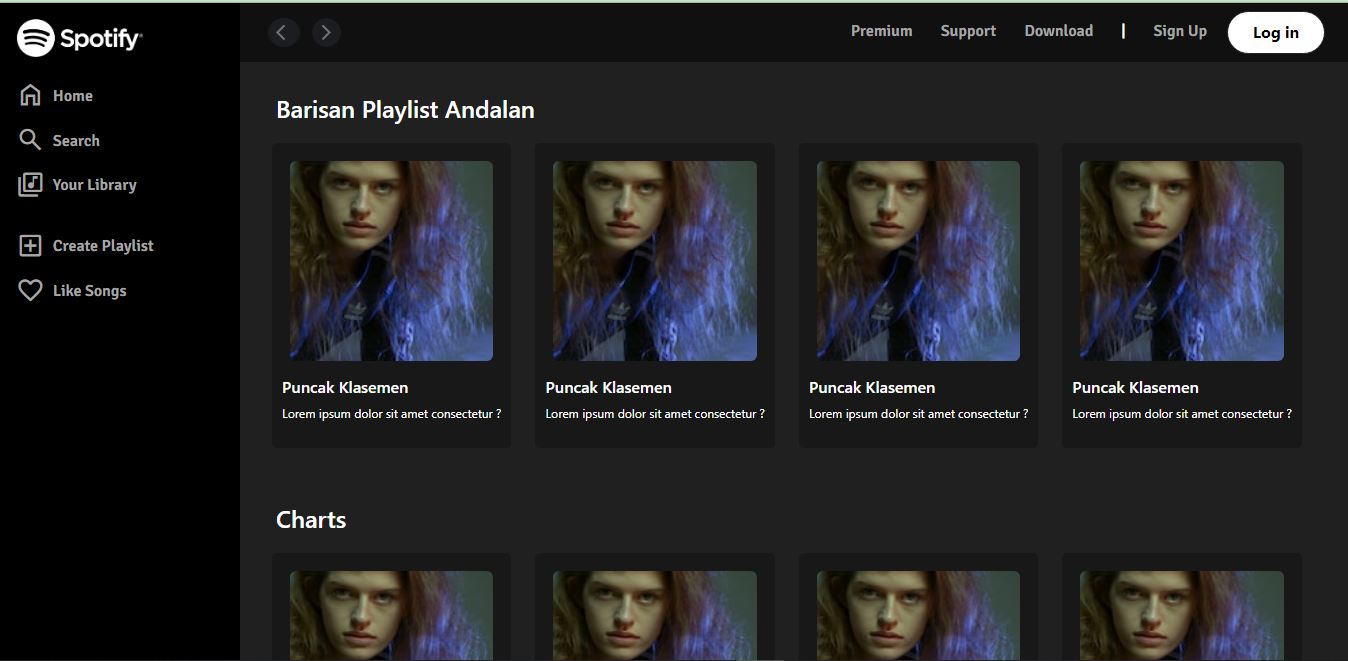 Spotify
Home
Search
Your Library
Create Playlist
Like Songs
Premium Support Download | Sign Up Log in
Barisan Playlist Andalan
Puncak Klasemen Puncak Klasemen Puncak Klasemen Puncak Klasemen
Lorem ipsum dolor sit amet consectetur ? Lorem ipsum dolor sit amet consectetur ? Lorem ipsum dolor sit amet consectetur ? Lorem ipsum dolor sit amet consectetur ?
Charts